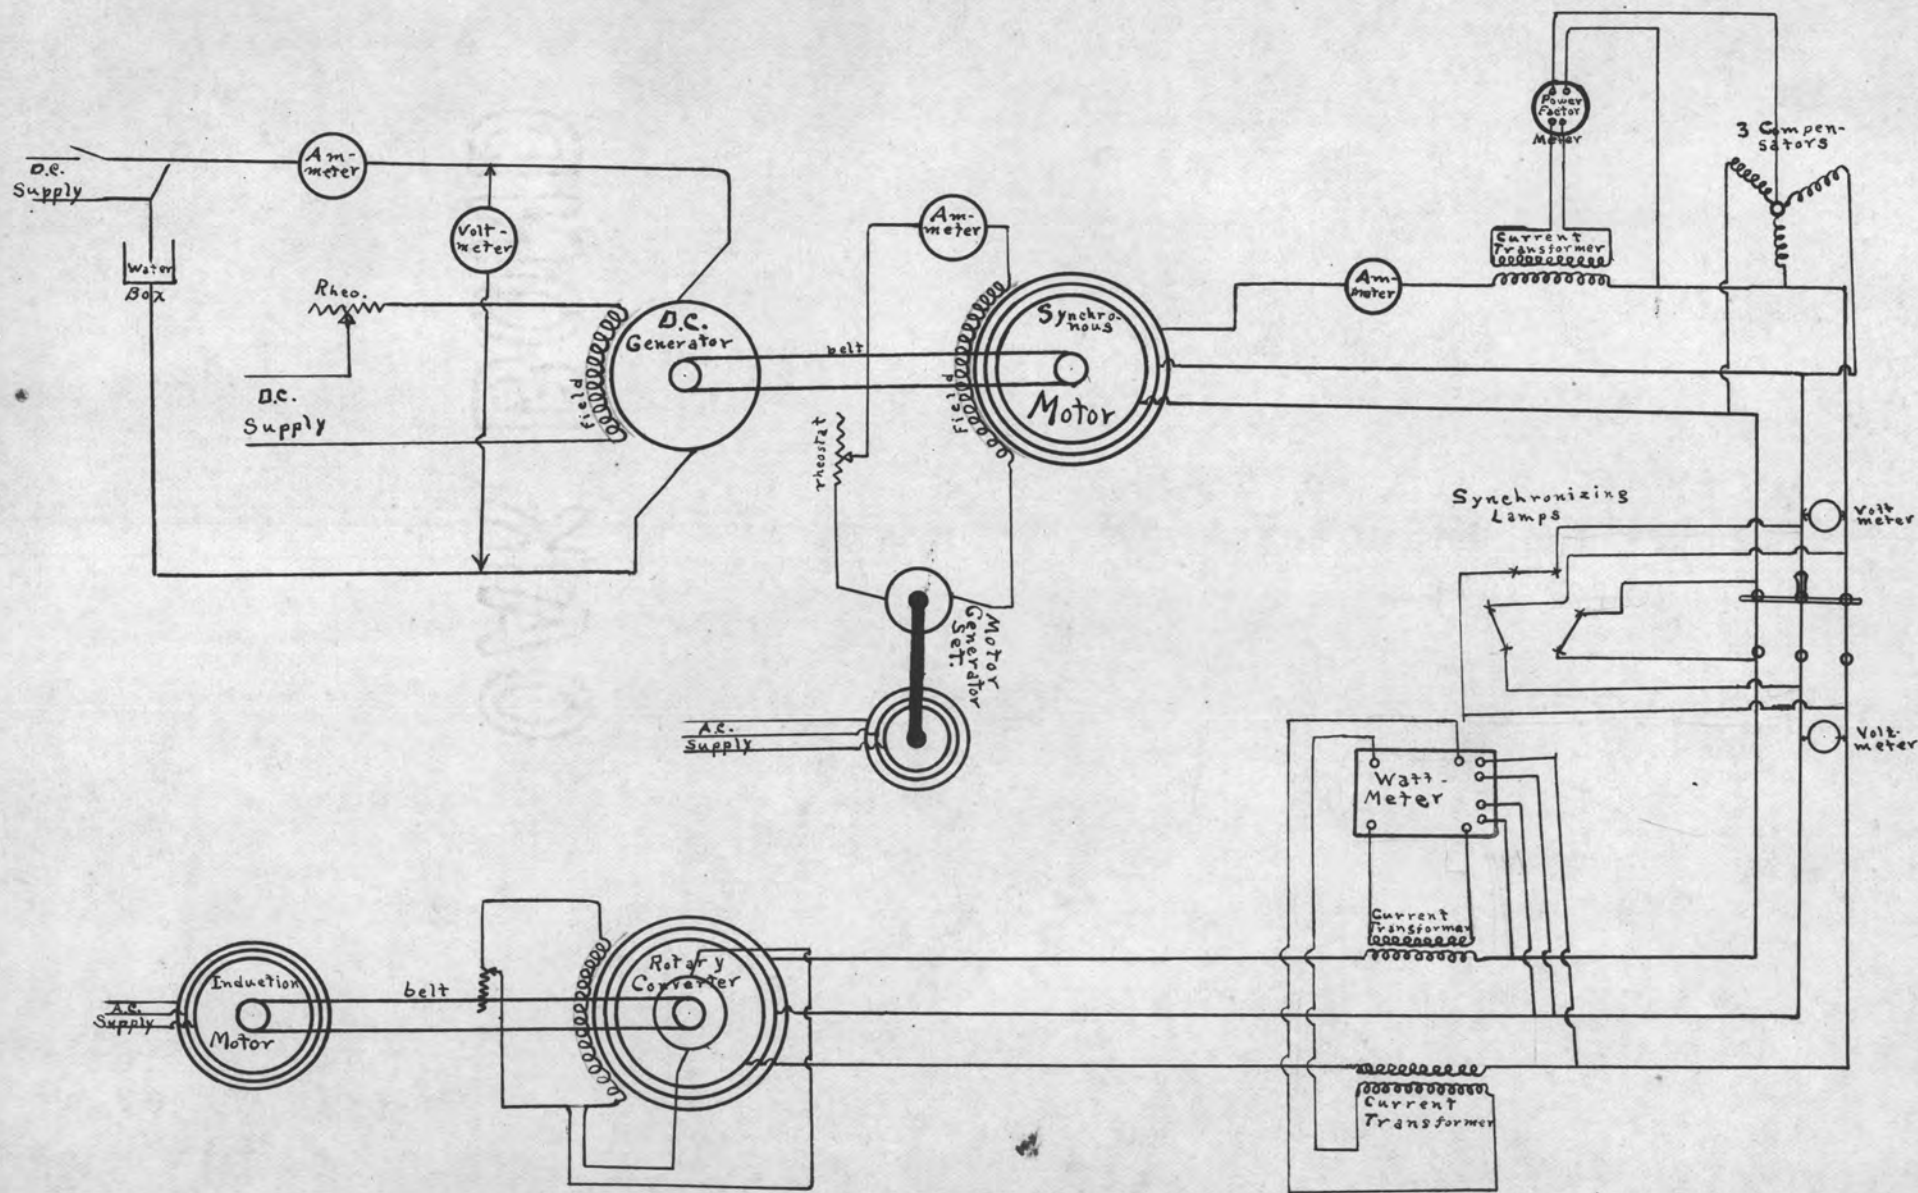 Am-
meter
D.C.
Supply
Water
Box
Volt-
meter
Rheo.
D.C.
Supply
Field
D.C.
Generator
belt
Am-
meter
Field
Synchro-
nous
Motor
rheostat
Motor
Generator
Set.
A.C.
Supply
Am-
meter
Power
Factor
Meter
Current
Transformer
3 Compen-
sators
Synchronizing
Lamps
Volt
meter
Volt-
meter
Watt-
Meter
Current
Transformer
Current
Transformer
Induction
Motor
A.C.
Supply
belt
Rotary
Converter